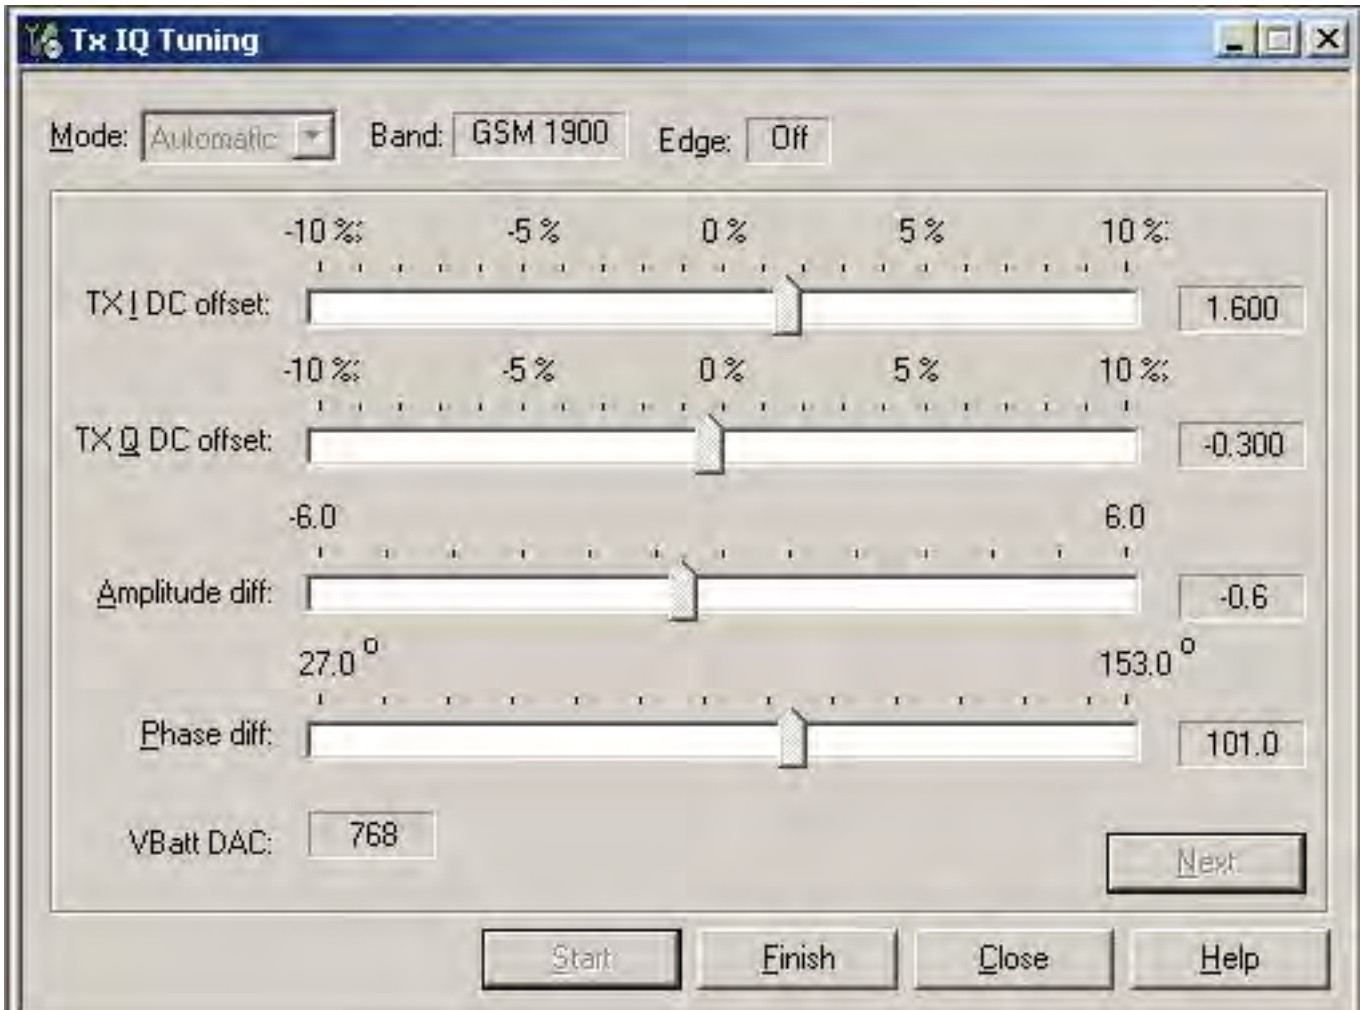 Tx IQ Tuning
Mode: Automatic Band: GSM 1900 Edge: Off
-10 % -5 % 0 % 5 % 10 %
TX I DC offset: 1.600
-10 % -5 % 0 % 5 % 10 %
TX Q DC offset: -0.300
-6.0 6.0
Amplitude diff: -0.6
27.0 º 153.0 º
Phase diff: 101.0
VBatt DAC: 768
Next
Start Finish Close Help